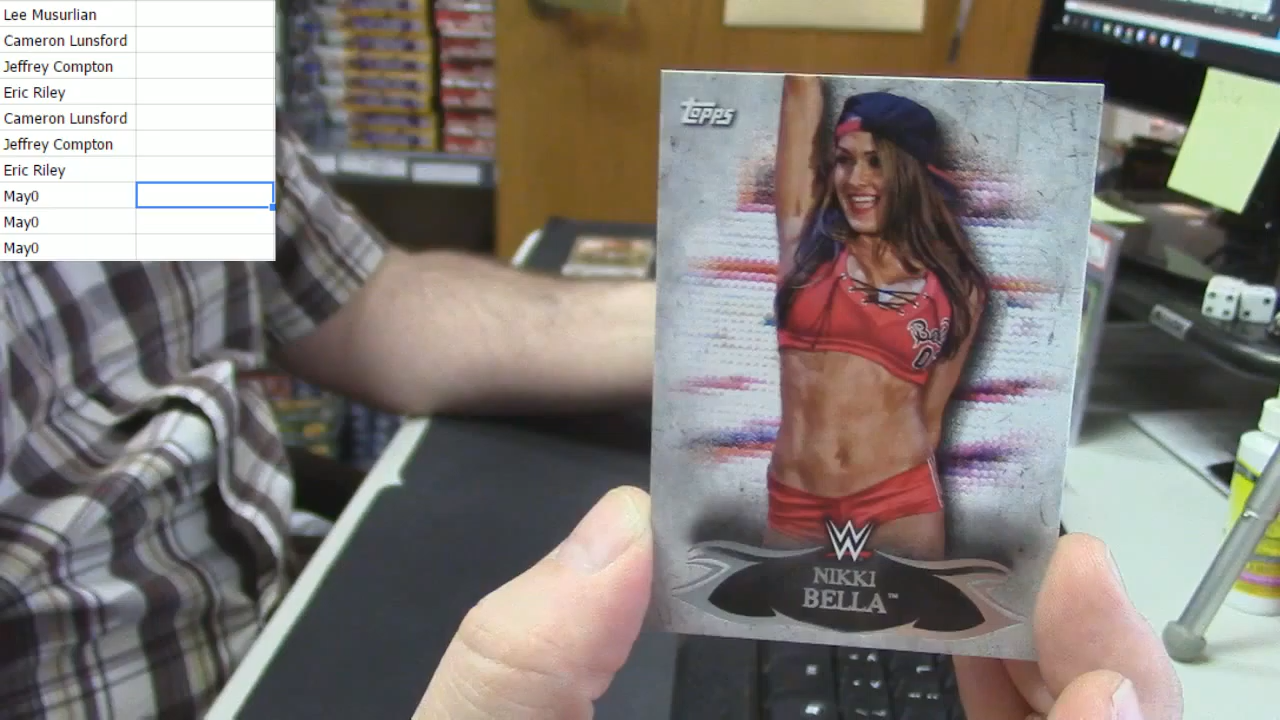 Lee Musurlian
Cameron Lunsford
Jeffrey Compton
Eric Riley
Cameron Lunsford
Jeffrey Compton
Eric Riley
May0
May0
May0
Topps
W
NIKKI
BELLA™